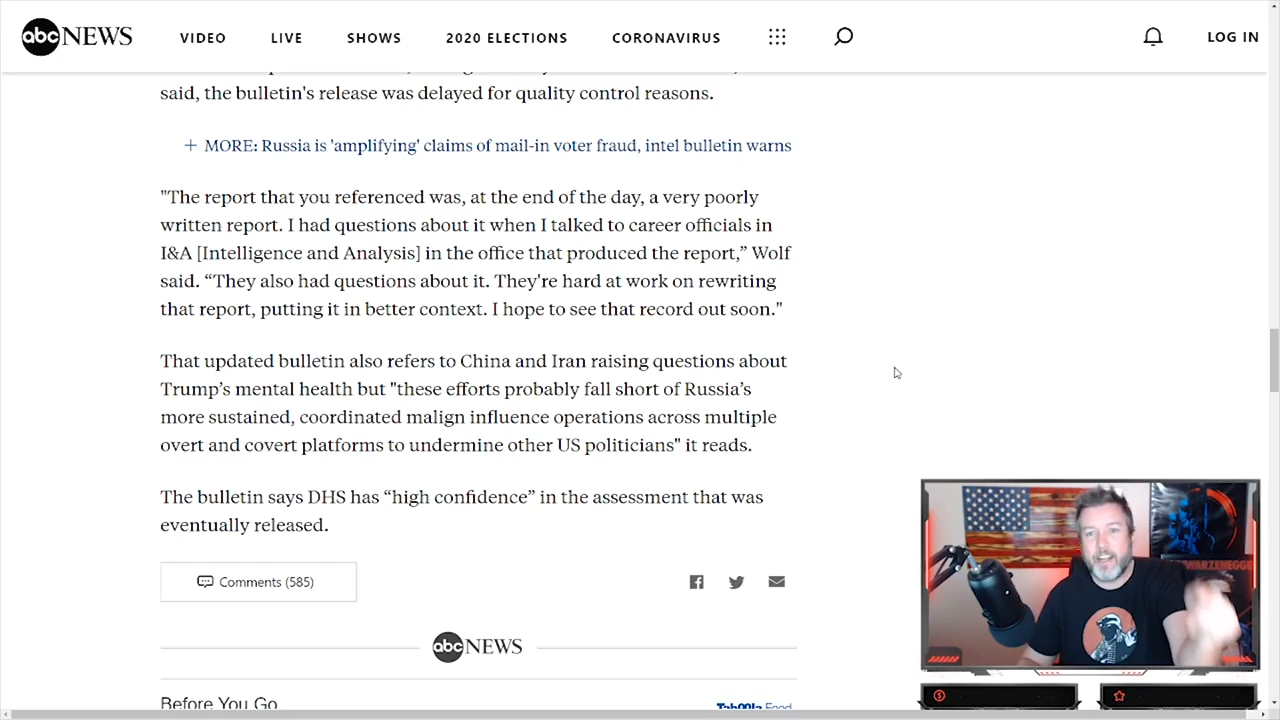 abc NEWS
VIDEO LIVE SHOWS 2020 ELECTIONS CORONAVIRUS LOG IN
said, the bulletin's release was delayed for quality control reasons.
+ MORE: Russia is 'amplifying' claims of mail-in voter fraud, intel bulletin warns
"The report that you referenced was, at the end of the day, a very poorly
written report. I had questions about it when I talked to career officials in
I&A [Intelligence and Analysis] in the office that produced the report,” Wolf
said. “They also had questions about it. They're hard at work on rewriting
that report, putting it in better context. I hope to see that record out soon."
That updated bulletin also refers to China and Iran raising questions about
Trump’s mental health but "these efforts probably fall short of Russia’s
more sustained, coordinated malign influence operations across multiple
overt and covert platforms to undermine other US politicians" it reads.
The bulletin says DHS has “high confidence” in the assessment that was
eventually released.
Comments (585)
abc NEWS
Before You Go
Taboola Feed